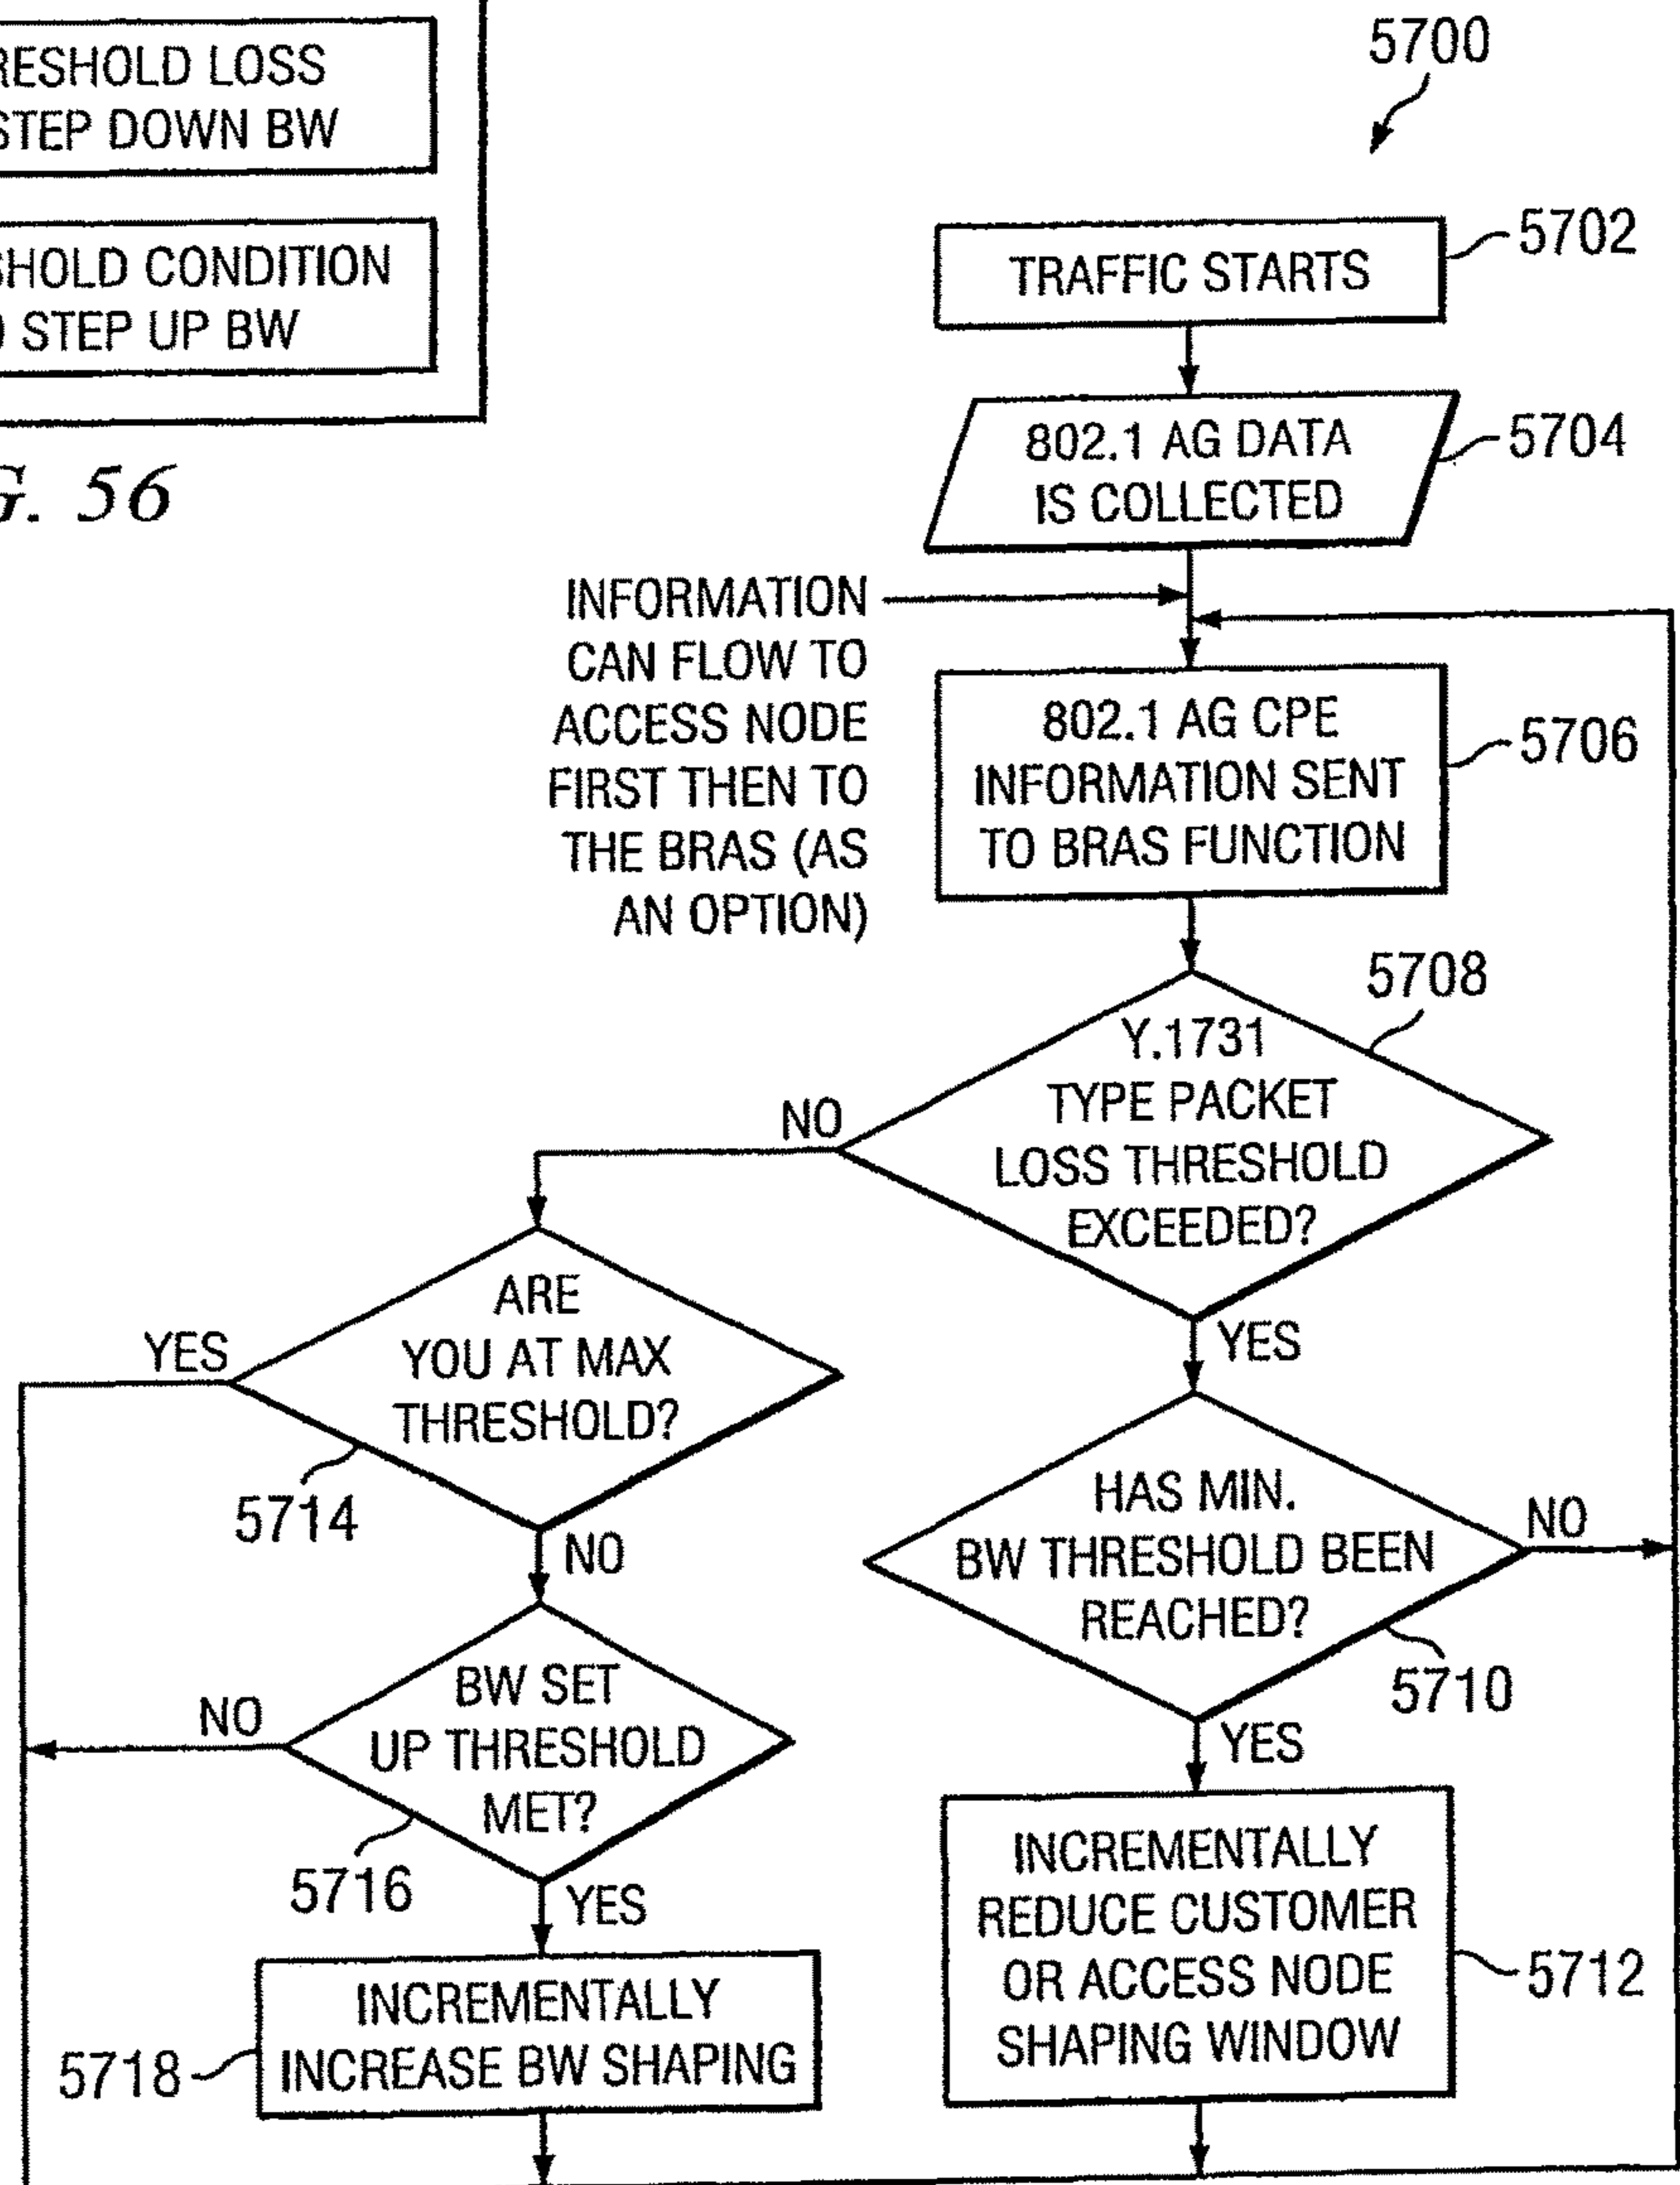 RESHOLD LOSS
STEP DOWN BW
SHOLD CONDITION
STEP UP BW
G. 56
5700
TRAFFIC STARTS
5702
802.1 AG DATA
IS COLLECTED
5704
INFORMATION
CAN FLOW TO
ACCESS NODE
FIRST THEN TO
THE BRAS (AS
AN OPTION)
802.1 AG CPE
INFORMATION SENT
TO BRAS FUNCTION
5706
Y.1731
TYPE PACKET
LOSS THRESHOLD
EXCEEDED?
5708
NO
YES
ARE
YOU AT MAX
THRESHOLD?
YES
5714
NO
HAS MIN.
BW THRESHOLD BEEN
REACHED?
NO
5710
YES
BW SET
UP THRESHOLD
MET?
NO
5716
YES
INCREMENTALLY
REDUCE CUSTOMER
OR ACCESS NODE
SHAPING WINDOW
5712
INCREMENTALLY
INCREASE BW SHAPING
5718